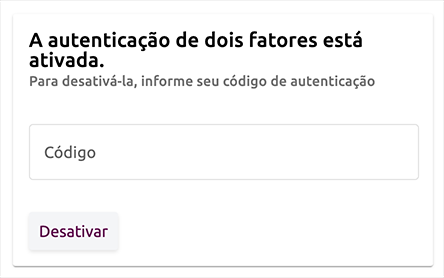 A autenticação de dois fatores está
ativada.
Para desativá-la, informe seu código de autenticação
Código
Desativar